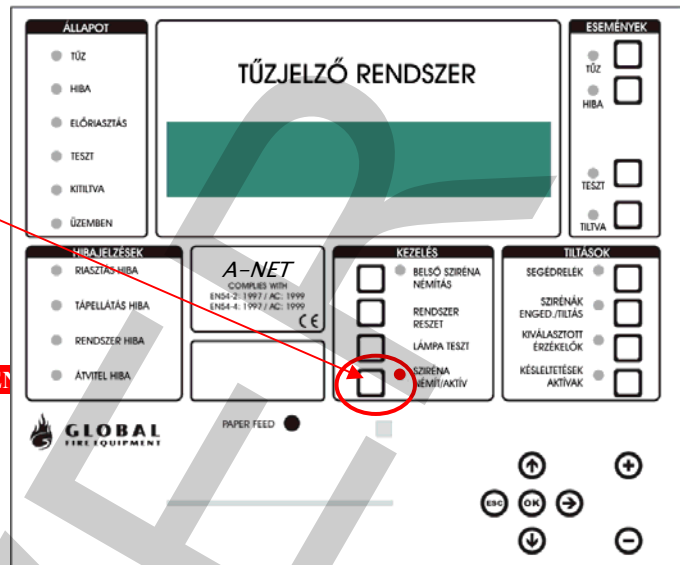 ÁLLAPOT
TŰZ
HIBA
ELŐRIASZTÁS
TESZT
KITILTVA
ÜZEMBEN
TŰZJELZŐ RENDSZER
ESEMÉNYEK
TŰZ
HIBA
TESZT
TILTVA
HIBAJELZÉSEK
RIASZTÁS HIBA
TÁPELLÁTÁS HIBA
RENDSZER HIBA
ÁTVITEL HIBA
A-NET
COMPLIES WITH
EN54-2: 1997 / AC: 1999
EN54-4: 1997 / AC: 1999
CE
KEZELÉS
BELSŐ SZIRÉNA
NÉMÍTÁS
RENDSZER
RESZET
LÁMPA TESZT
SZIRÉNA
NÉMIT/AKTÍV
TILTÁSOK
SEGÉDRELÉK
SZIRÉNÁK
ENGED./TILTÁS
KIVÁLASZTOTT
ÉRZÉKELŐK
KÉSLELTETÉSEK
AKTÍVAK
GLOBAL
FIRE EQUIPMENT
PAPER FEED
ESC
OK